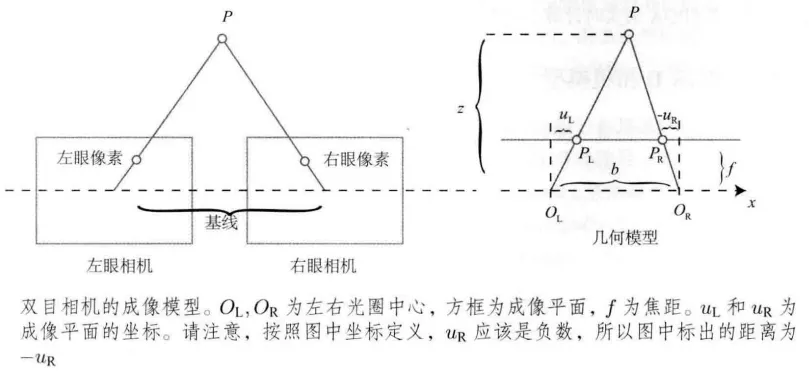 P
左眼像素
右眼像素
基线
左眼相机
右眼相机
P
z
u_L
-u_R
P_L
P_R
b
f
O_L
O_R
x
几何模型
双目相机的成像模型。O_L, O_R 为左右光圈中心，方框为成像平面，f 为焦距。u_L 和 u_R 为
成像平面的坐标。请注意，按照图中坐标定义，u_R 应该是负数，所以图中标出的距离为
−u_R